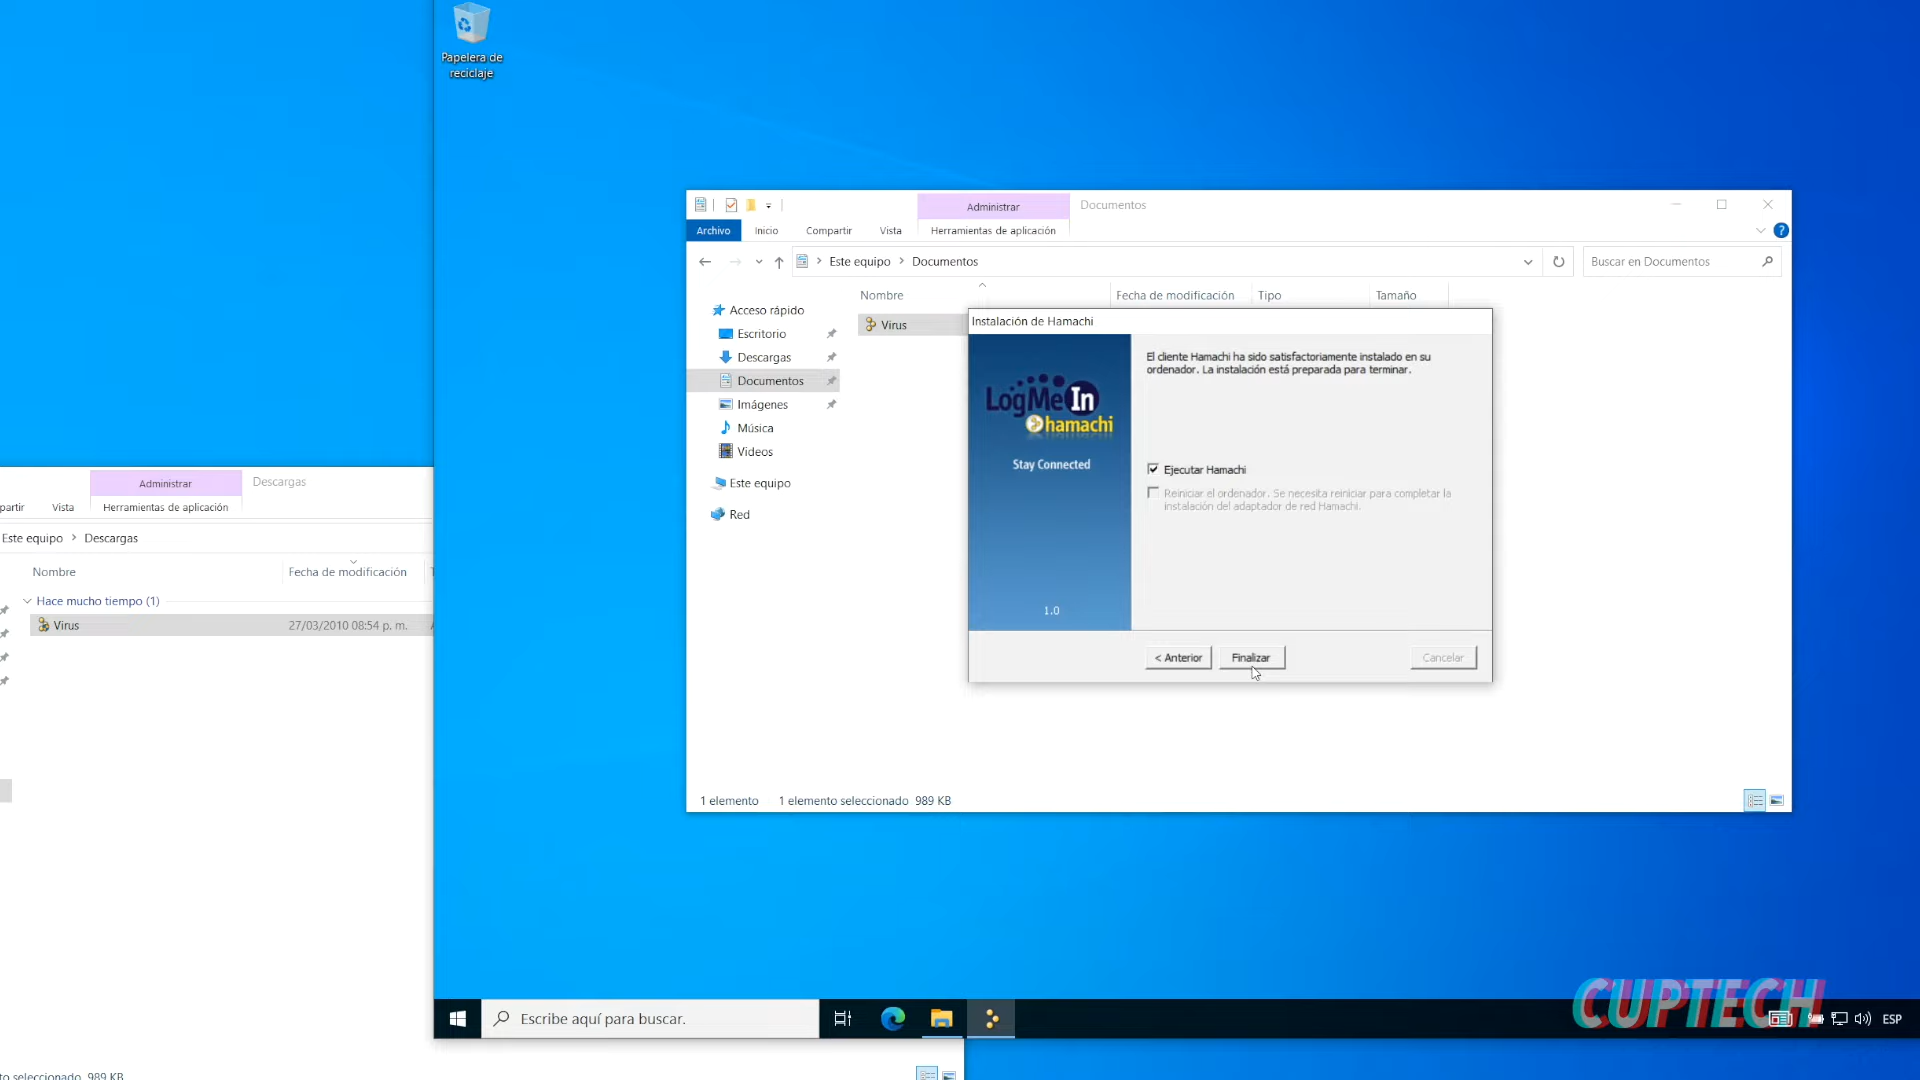 Papelera de
reciclaje
Administrar
Documentos
Archivo
Inicio
Compartir
Vista
Herramientas de aplicación
Este equipo
Documentos
Buscar en Documentos
Nombre
Fecha de modificación
Tipo
Tamaño
Acceso rápido
Escritorio
Descargas
Documentos
Imágenes
Música
Videos
Este equipo
Red
Virus
Instalación de Hamachi
El cliente Hamachi ha sido satisfactoriamente instalado en su
ordenador. La instalación está preparada para terminar.
LogMeIn
hamachi
Stay Connected
1.0
Ejecutar Hamachi
Reiniciar el ordenador. Se necesita reiniciar para completar la
instalación del adaptador de red Hamachi.
< Anterior
Finalizar
Cancelar
1 elemento
1 elemento seleccionado 989 KB
Administrar
Descargas
partir
Vista
Herramientas de aplicación
Este equipo
Descargas
Nombre
Fecha de modificación
Hace mucho tiempo (1)
Virus
27/03/2010 08:54 p. m.
Escribe aquí para buscar.
CUPTECH
ESP
to seleccionado 989 KB